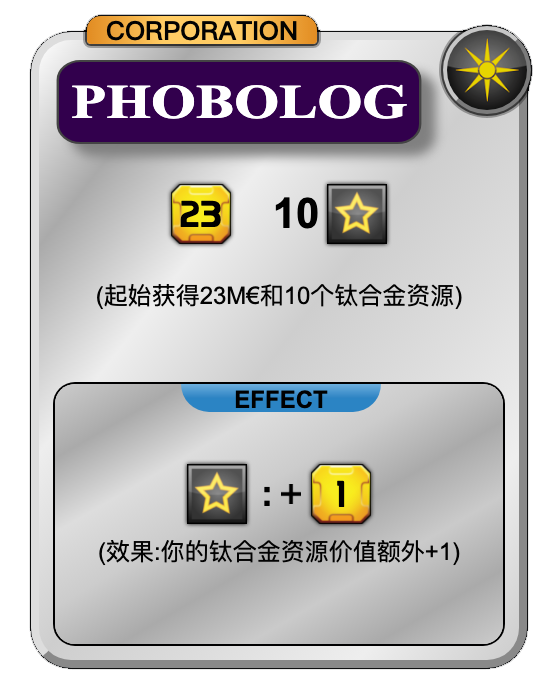 CORPORATION
PHOBOLOG
23 10
(起始获得23M€和10个钛合金资源)
EFFECT
:+ 1
(效果:你的钛合金资源价值额外+1)